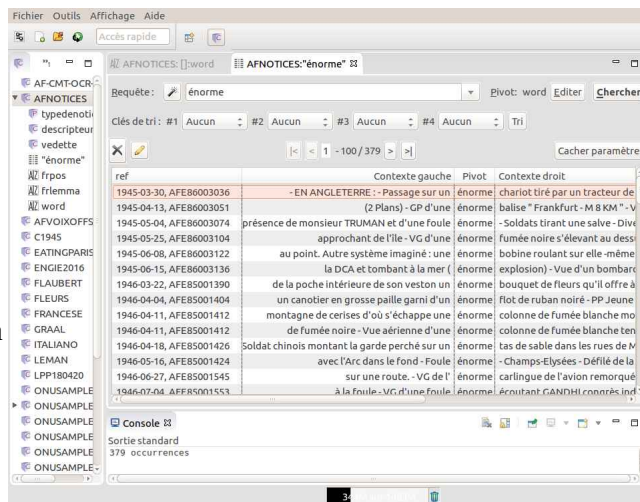 Fichier Outils Affichage Aide
Accès rapide
AFNOTICES: []:word AFNOTICES:"énorme"
AF-CMT-OCR-
AFNOTICES
typedenoti
descripteur
vedette
"énorme"
frpos
frlemma
word
AFVOIXOFFS
C1945
EATINGPARIS
ENGIE2016
FLAUBERT
FLEURS
FRANCESE
GRAAL
ITALIANO
LEMAN
LPP180420
ONUSAMPLE
ONUSAMPLE
ONUSAMPLE
ONUSAMPLE
ONUSAMPLE
ONUSAMPLE
Requête : énorme Pivot: word Editer Chercher
Clés de tri : #1 Aucun #2 Aucun #3 Aucun #4 Aucun Tri
|< < 1 - 100 / 379 > >| Cacher paramètre
ref Contexte gauche Pivot Contexte droit
1945-03-30, AFE86003036 - EN ANGLETERRE : - Passage sur un énorme chariot tiré par un tracteur de
1945-04-13, AFE86003051 (2 Plans) - GP d'une énorme balise " Frankfurt - M 8 KM " - V
1945-05-04, AFE86003074 présence de monsieur TRUMAN et d'une foule énorme - Soldats tirant une salve - Dive
1945-05-25, AFE86003104 approchant de l'île - VG d'une énorme fumée noire s'élevant au dess
1945-06-08, AFE86003122 au point. Autre système imaginé : une énorme bobine roulant sur elle -même
1945-06-15, AFE86003136 la DCA et tombant à la mer ( énorme explosion) - Vue d'un bombard
1946-03-22, AFE85001390 de la poche intérieure de son veston un énorme bouquet de fleurs qu'il offre à
1946-04-04, AFE85001404 un canotier en grosse paille garni d'un énorme flot de ruban noiré - PP Jeune
1946-04-11, AFE85001412 montagne de cerises d'où s'échappe une énorme colonne de fumée blanche mo
1946-04-11, AFE85001412 de fumée noire - Vue aérienne d'une énorme colonne de fumée blanche ten
1946-04-18, AFE85001426 Soldat chinois montant la garde perché sur un énorme tas de sable dans les rues de M
1946-05-16, AFE85001424 avec l'Arc dans le fond - Foule énorme - Champs-Elysées - Défilé de la
1946-06-27, AFE85001545 sur une route. - VG de l' énorme carlingue de l'avion remorqué
1946-07-04, AFE85001553 à la foule - VG d'une foule énorme écoutant GANDHI congrès ind
Console
Sortie standard
379 occurrences